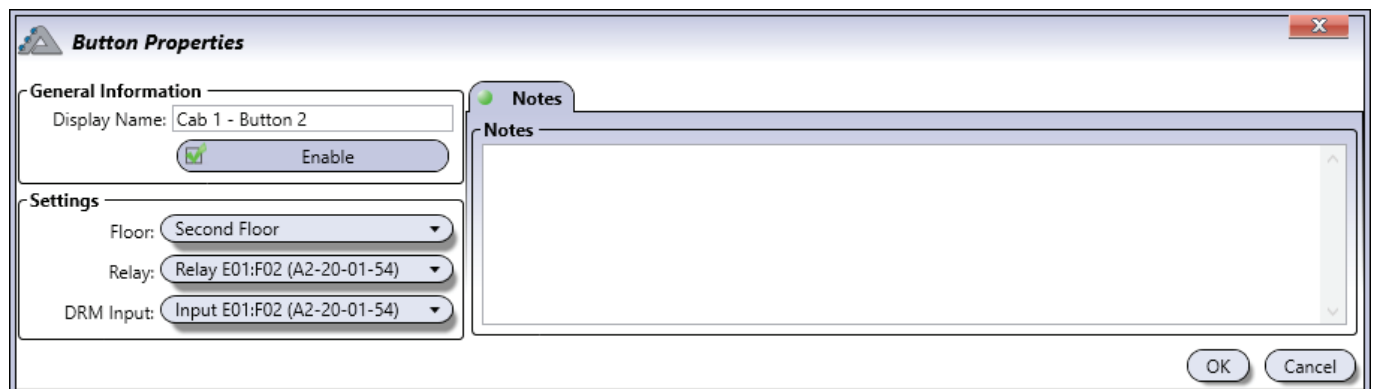 Button Properties
X
General Information
Display Name: Cab 1 - Button 2
Enable
Settings
Floor: Second Floor
Relay: Relay E01:F02 (A2-20-01-54)
DRM Input: Input E01:F02 (A2-20-01-54)
Notes
Notes
OK
Cancel